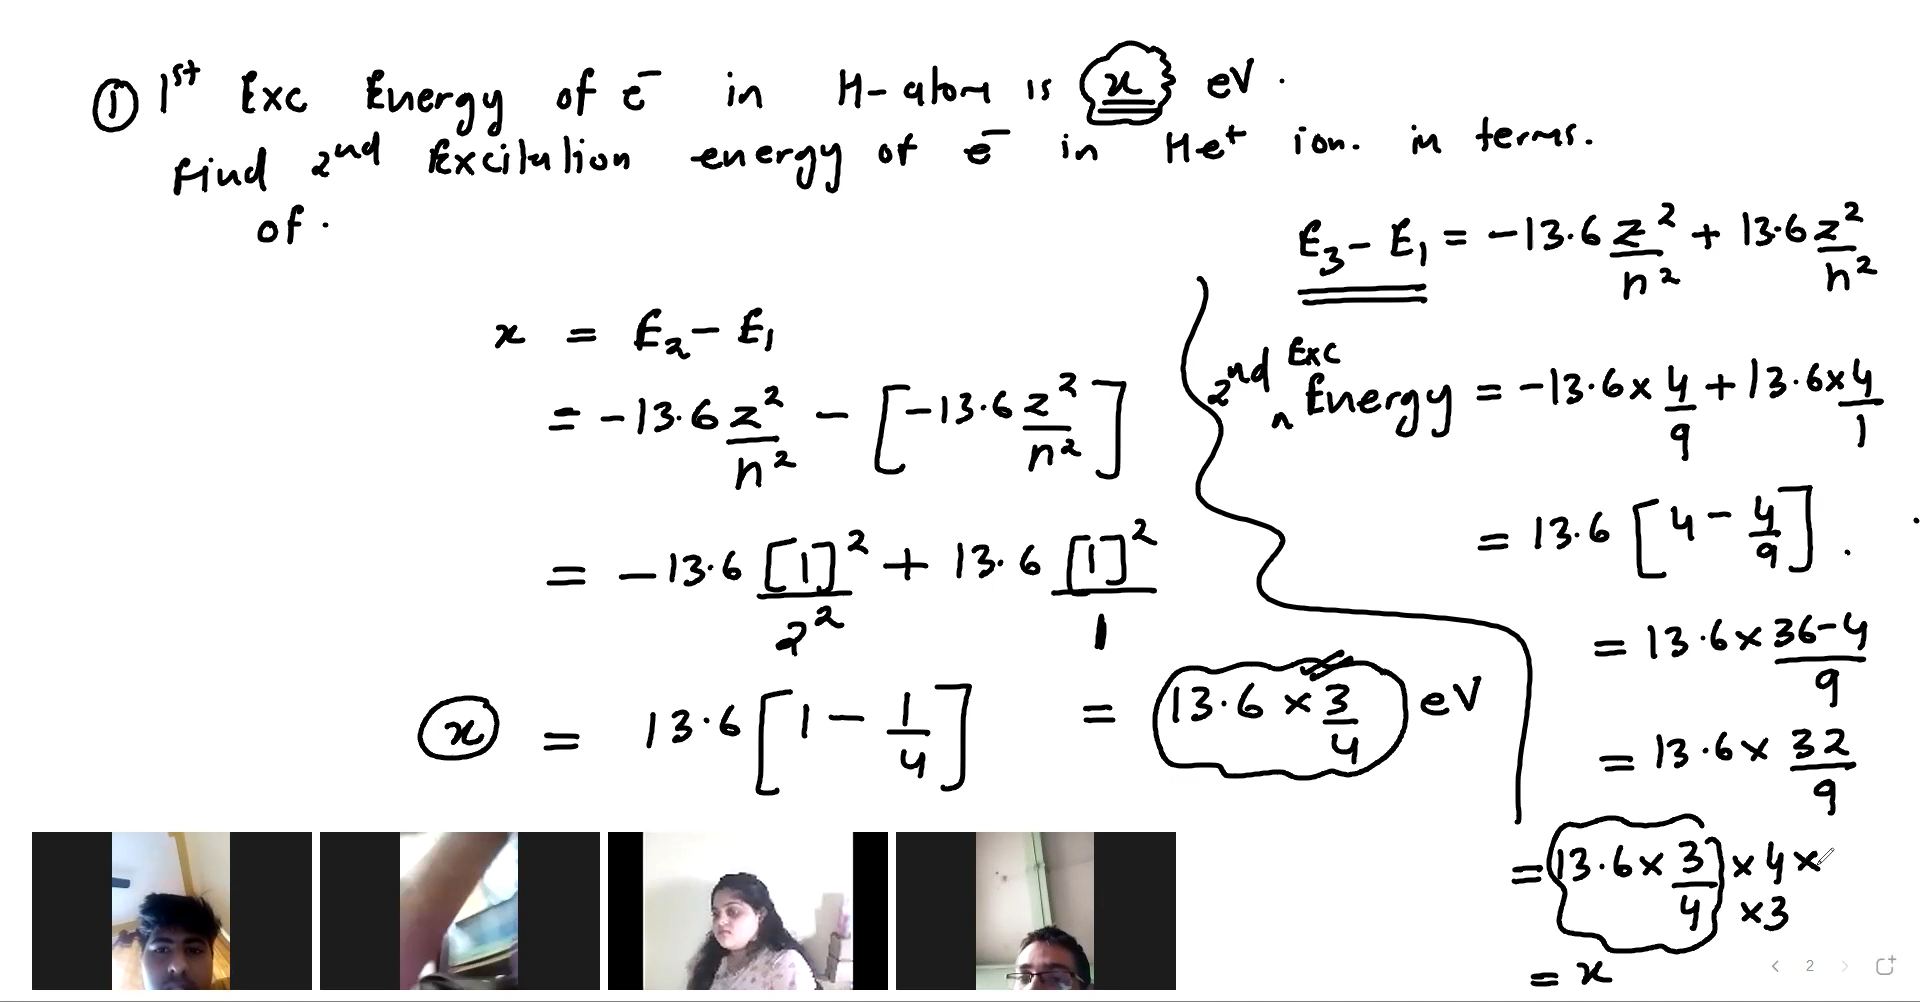 ① 1st Exc Energy of e⁻ in H-atom is x eV.
Find 2nd Excitation energy of e⁻ in He⁺ ion. in terms.
of.
x = E₂ - E₁
= -13.6 z²/n² - [-13.6 z²/n²]
= -13.6 [1]²/2² + 13.6 [1]²/1
x = 13.6 [1 - 1/4] = 13.6 × 3/4 eV
E₃ - E₁ = -13.6 z²/n² + 13.6 z²/n²
2nd Exc Energy = -13.6 × 4/9 + 13.6 × 4/1
= 13.6 [4 - 4/9].
= 13.6 × 36-4/9
= 13.6 × 32/9
= 13.6 × 3/4 × 4 ×
× 3
= x
2